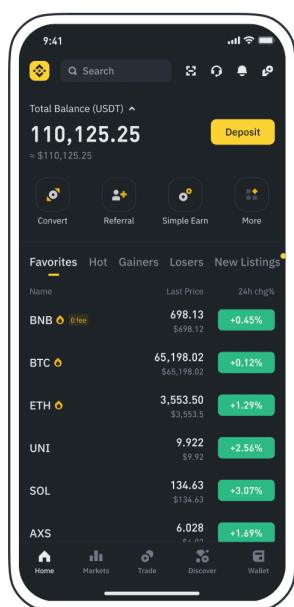 9:41
Search
Total Balance (USDT)
110,125.25
Deposit
≈ $110,125.25
Convert Referral Simple Earn More
Favorites Hot Gainers Losers New Listings
Name Last Price 24h chg%
BNB 0 fee 698.13 +0.45%
$698.12
BTC 65,198.02 +0.12%
$65,198.02
ETH 3,553.50 +1.29%
$3,553.5
UNI 9.922 +2.56%
$9.92
SOL 134.63 +3.07%
$134.63
AXS 6.028 +1.69%
Home Markets Trade Discover Wallet